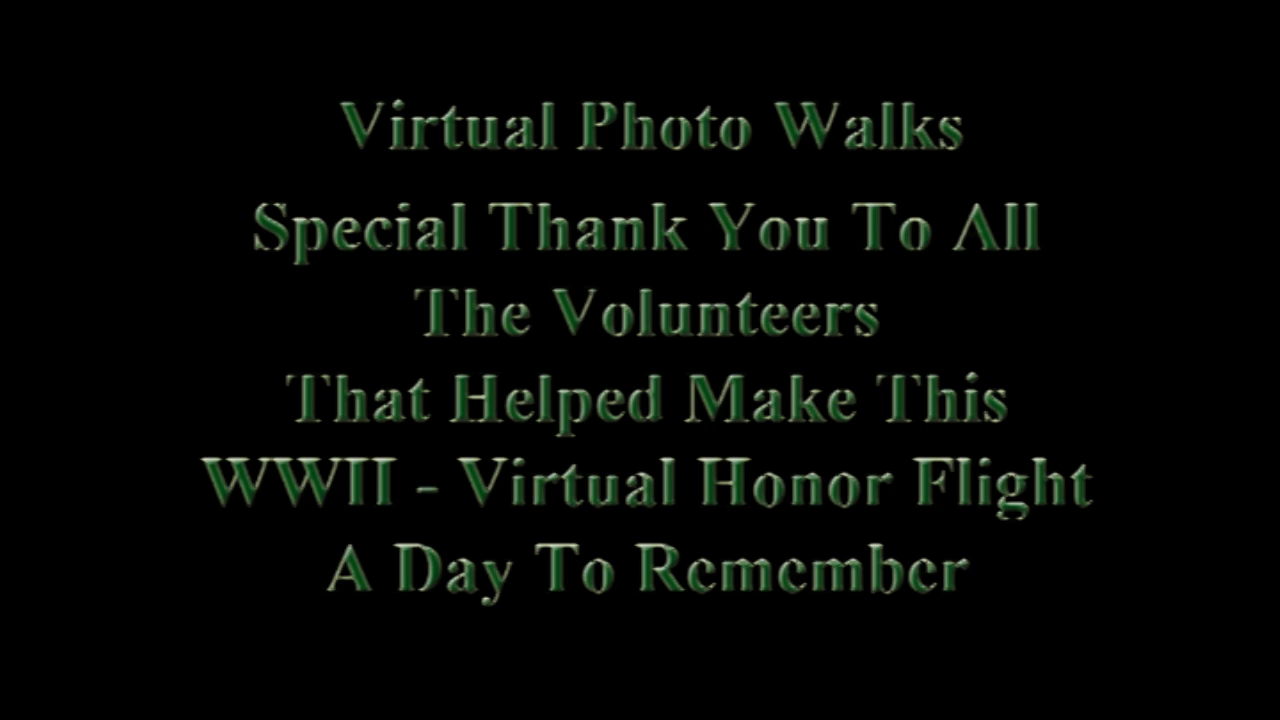 Virtual Photo Walks
Special Thank You To All
The Volunteers
That Helped Make This
WWII - Virtual Honor Flight
A Day To Remember